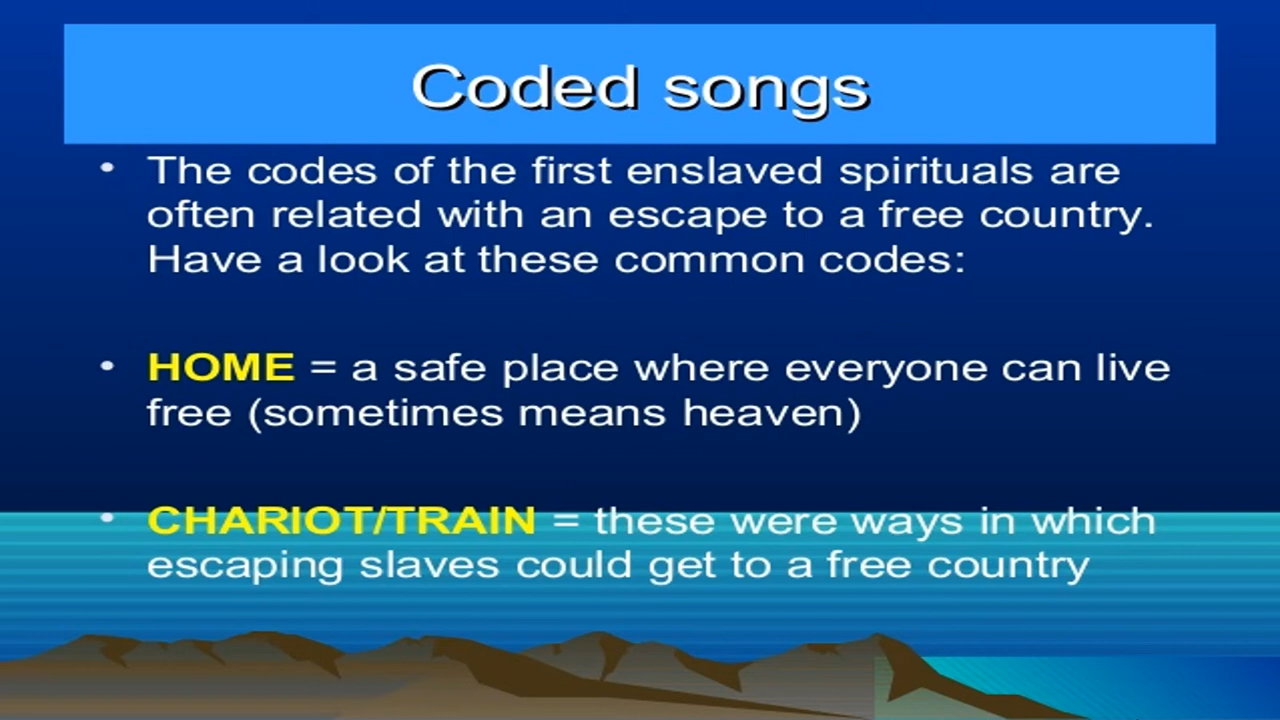 Coded songs
• The codes of the first enslaved spirituals are
often related with an escape to a free country.
Have a look at these common codes:
• HOME = a safe place where everyone can live
free (sometimes means heaven)
• CHARIOT/TRAIN = these were ways in which
escaping slaves could get to a free country